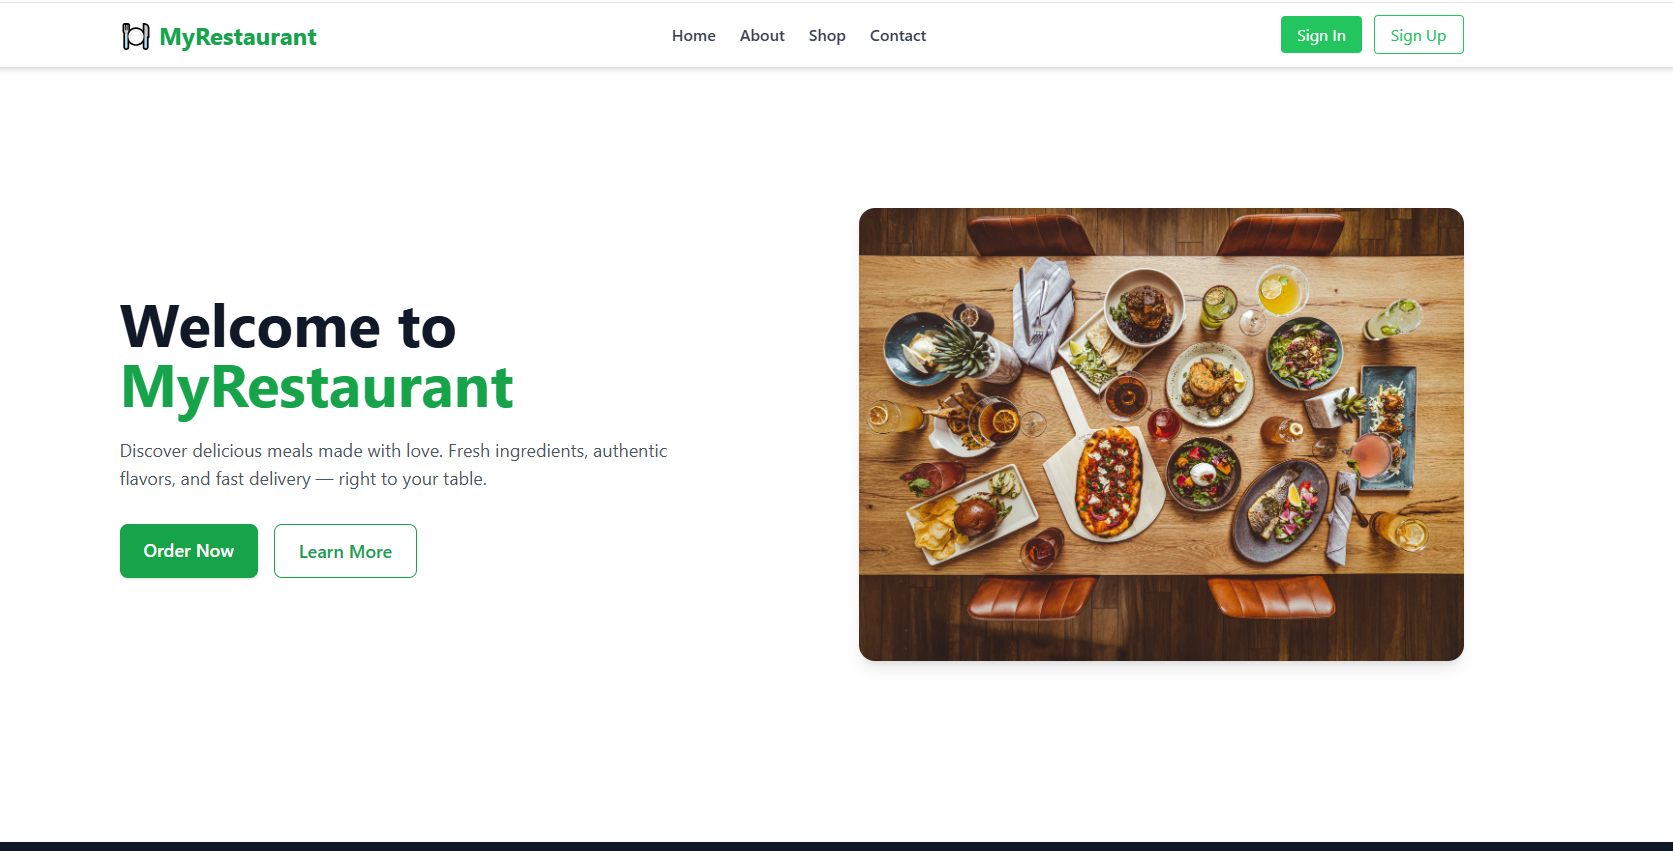 MyRestaurant
Home
About
Shop
Contact
Sign In
Sign Up
Welcome to
MyRestaurant
Discover delicious meals made with love. Fresh ingredients, authentic
flavors, and fast delivery — right to your table.
Order Now
Learn More